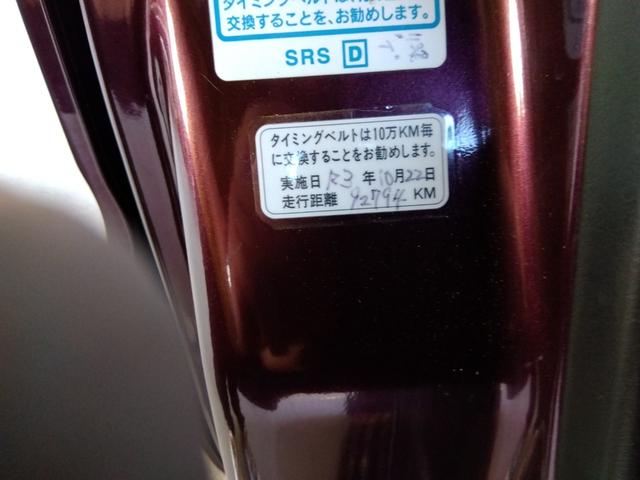 交換することを、お勧めします。
SRS D
タイミングベルトは10万KM毎
に交換することをお勧めします。
実施日 R3 年10月22日
走行距離 92794 KM